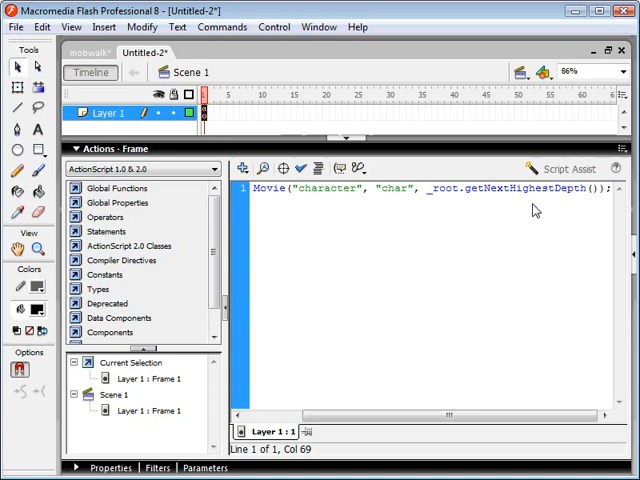 Macromedia Flash Professional 8 - [Untitled-2*]
File Edit View Insert Modify Text Commands Control Window Help
Tools
mobwalk* Untitled-2*
Timeline Scene 1 86%
1 5 10 15 20 25 30 35 40 45 50 55 60 6
Layer 1
Actions - Frame
ActionScript 1.0 & 2.0
Script Assist
Global Functions
Global Properties
Operators
Statements
ActionScript 2.0 Classes
Compiler Directives
Constants
Types
Deprecated
Data Components
Components
1 Movie("character", "char", _root.getNextHighestDepth());
View
Colors
Options
Current Selection
Layer 1 : Frame 1
Scene 1
Layer 1 : Frame 1
Layer 1 : 1
Line 1 of 1, Col 69
Properties Filters Parameters